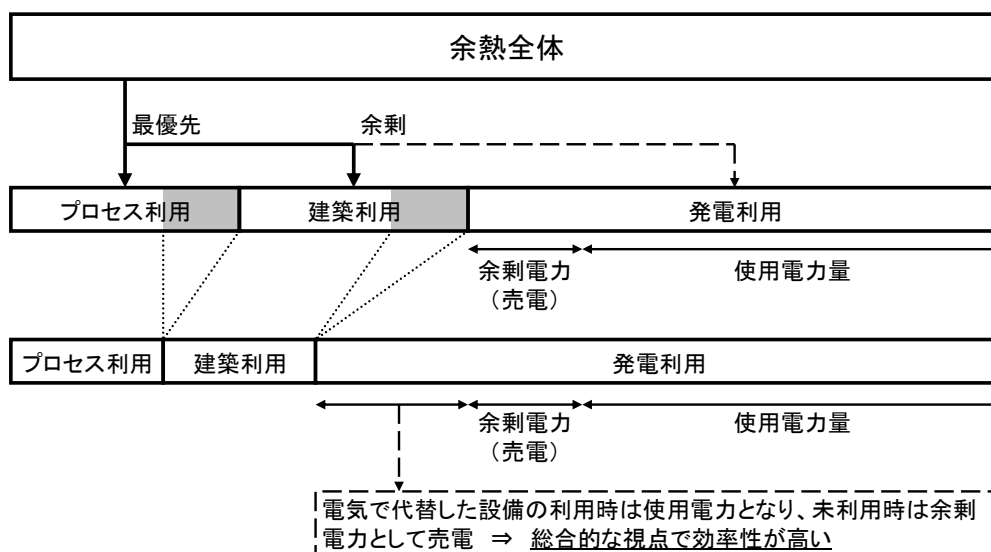 余熱全体
最優先
余剰
プロセス利用
建築利用
発電利用
余剰電力
（売電）
使用電力量
プロセス利用
建築利用
発電利用
余剰電力
（売電）
使用電力量
電気で代替した設備の利用時は使用電力となり、未利用時は余剰
電力として売電 ⇒ 総合的な視点で効率性が高い